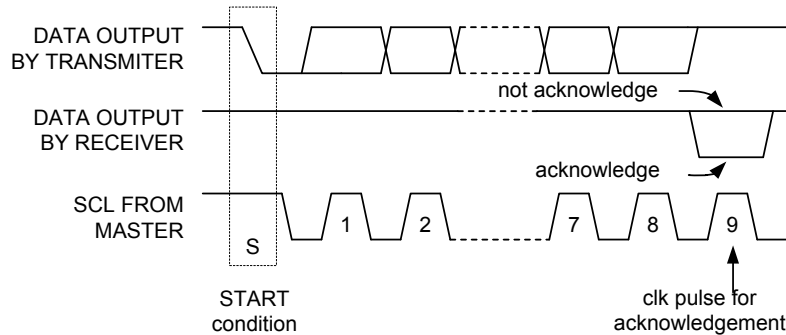 DATA OUTPUT
BY TRANSMITER
not acknowledge
DATA OUTPUT
BY RECEIVER
acknowledge
SCL FROM
MASTER
1
2
7
8
9
S
START
condition
clk pulse for
acknowledgement